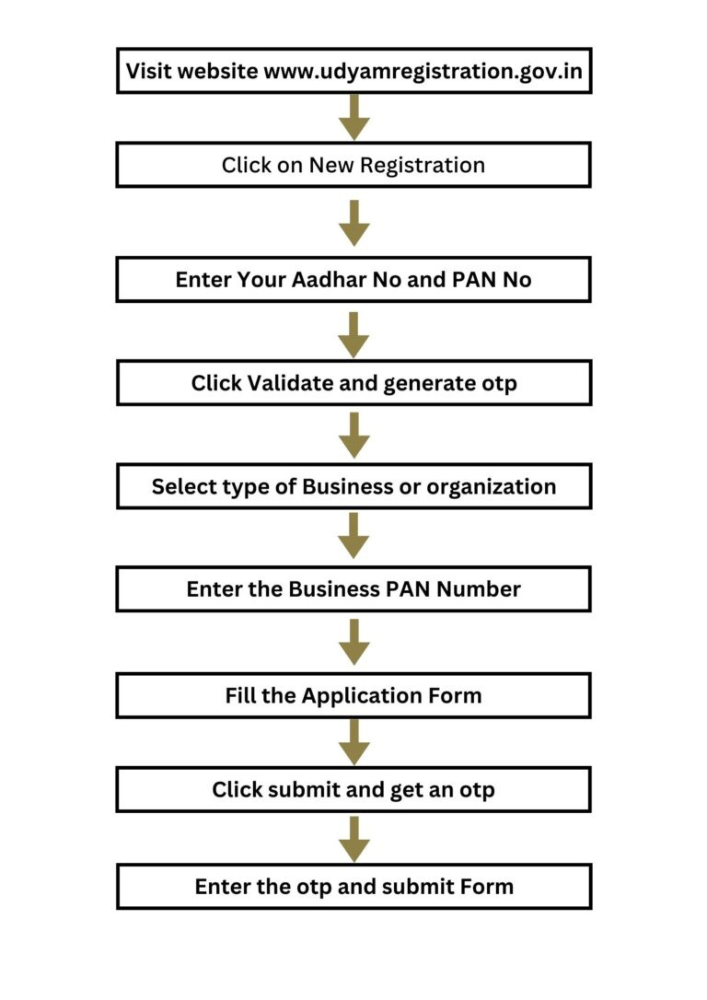 Visit website www.udyamregistration.gov.in
Click on New Registration
Enter Your Aadhar No and PAN No
Click Validate and generate otp
Select type of Business or organization
Enter the Business PAN Number
Fill the Application Form
Click submit and get an otp
Enter the otp and submit Form